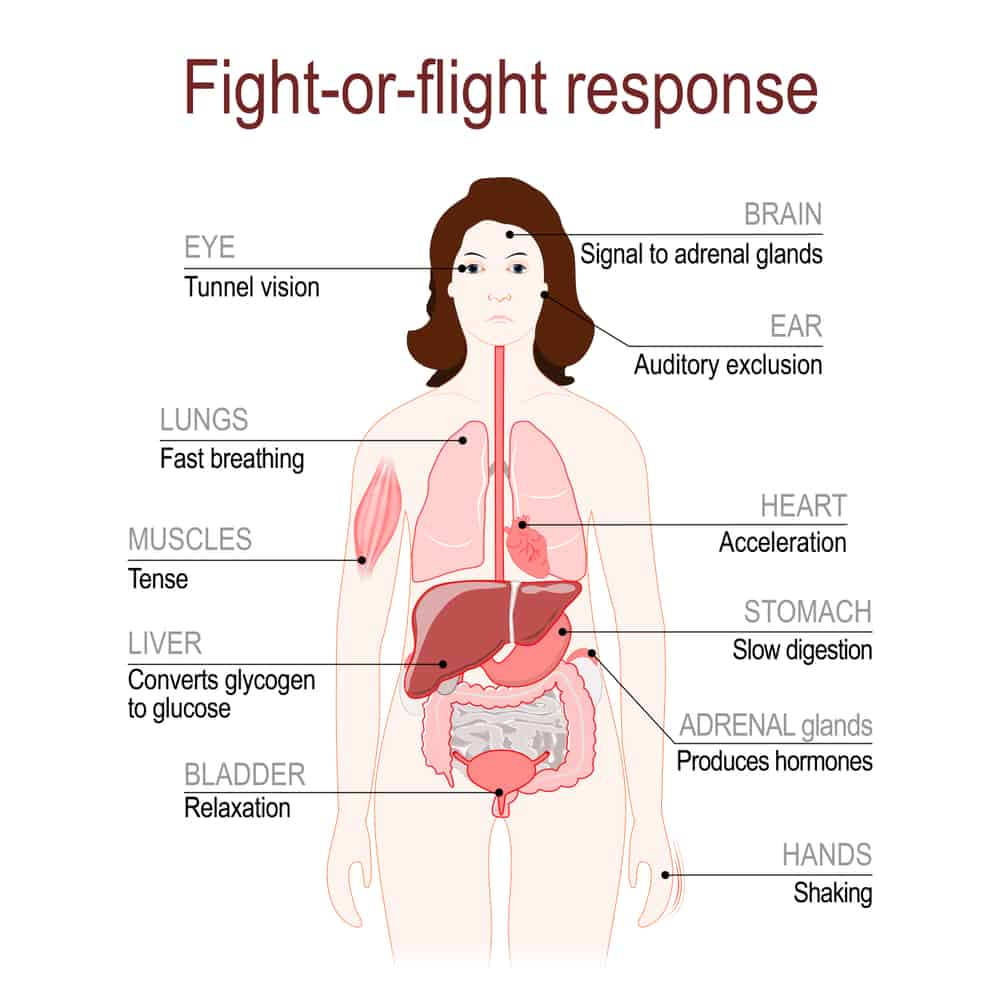 Fight-or-flight response
EYE
Tunnel vision
BRAIN
Signal to adrenal glands
EAR
Auditory exclusion
LUNGS
Fast breathing
HEART
Acceleration
MUSCLES
Tense
STOMACH
Slow digestion
LIVER
Converts glycogen
to glucose
ADRENAL glands
Produces hormones
BLADDER
Relaxation
HANDS
Shaking